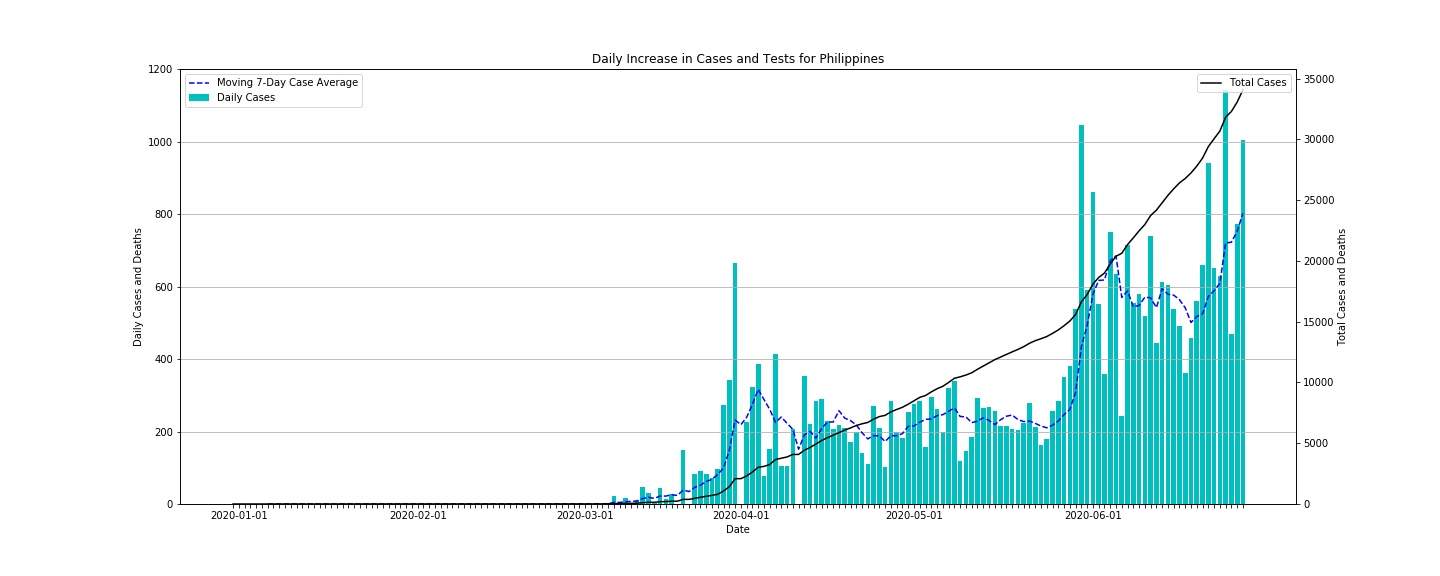 Daily Increase in Cases and Tests for Philippines
Moving 7-Day Case Average
Daily Cases
Total Cases
1200
1000
800
600
400
200
0
Daily Cases and Deaths
35000
30000
25000
20000
15000
10000
5000
0
Total Cases and Deaths
2020-01-01 2020-02-01 2020-03-01 2020-04-01 2020-05-01 2020-06-01
Date